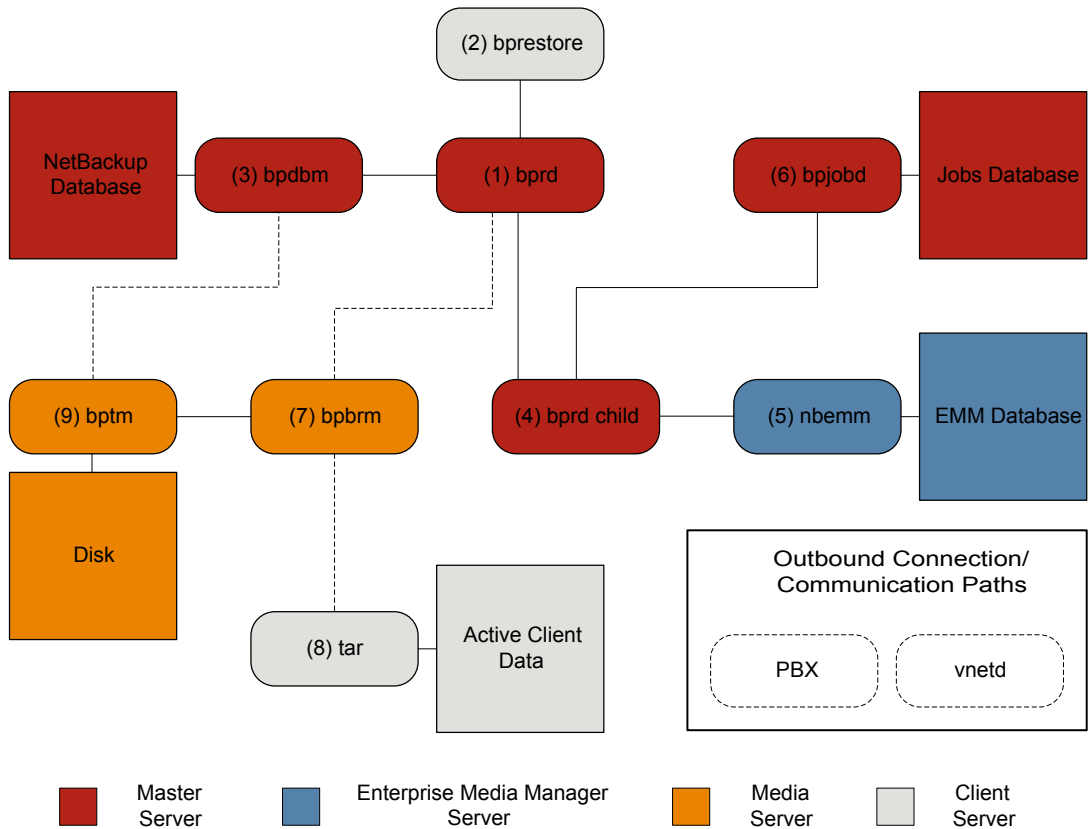 (2) bprestore
NetBackup
Database
(3) bpdbm
(1) bprd
(6) bpjobd
Jobs Database
(9) bptm
(7) bpbrm
(4) bprd child
(5) nbemm
EMM Database
Disk
(8) tar
Active Client
Data
Outbound Connection/
Communication Paths
PBX
vnetd
Master
Server
Enterprise Media Manager
Server
Media
Server
Client
Server